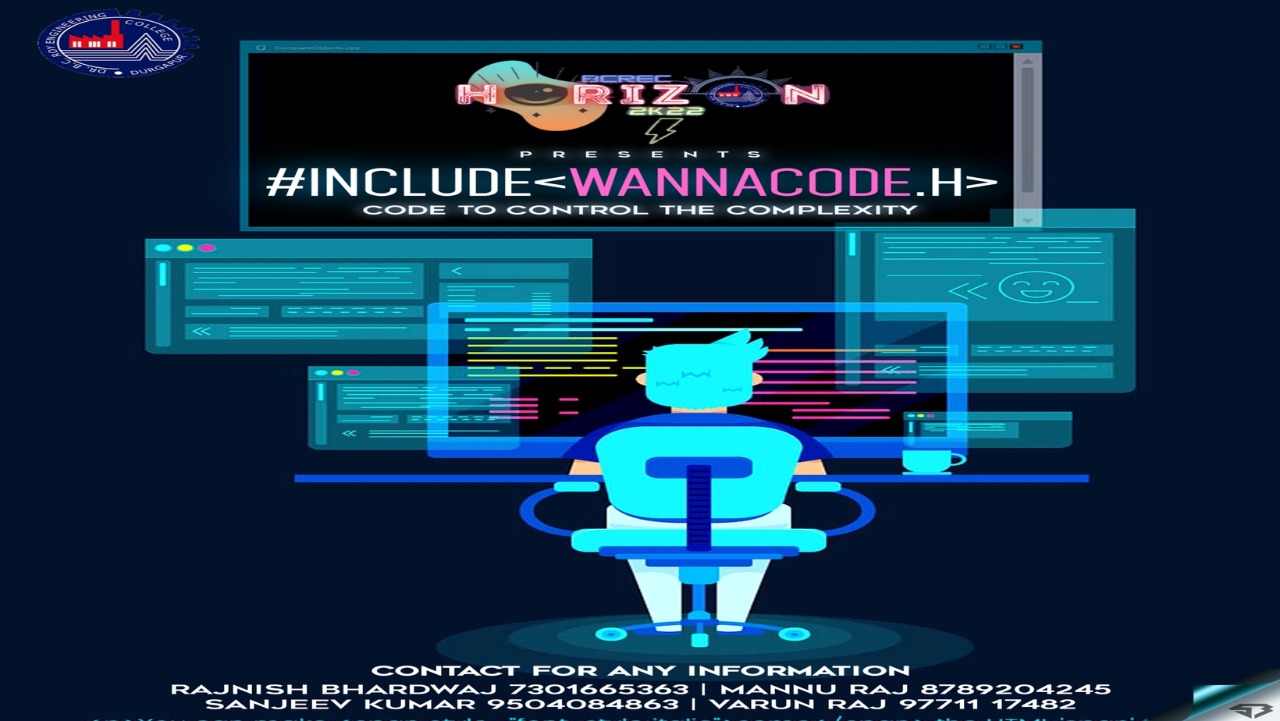 DR. B. C. ROY ENGINEERING COLLEGE
DURGAPUR
BCREC
HORIZON
2K22
PRESENTS
#INCLUDE<WANNACODE.H>
CODE TO CONTROL THE COMPLEXITY
CONTACT FOR ANY INFORMATION
RAJNISH BHARDWAJ 7301665363 | MANNU RAJ 8789204245
SANJEEV KUMAR 9504084863 | VARUN RAJ 97711 17482